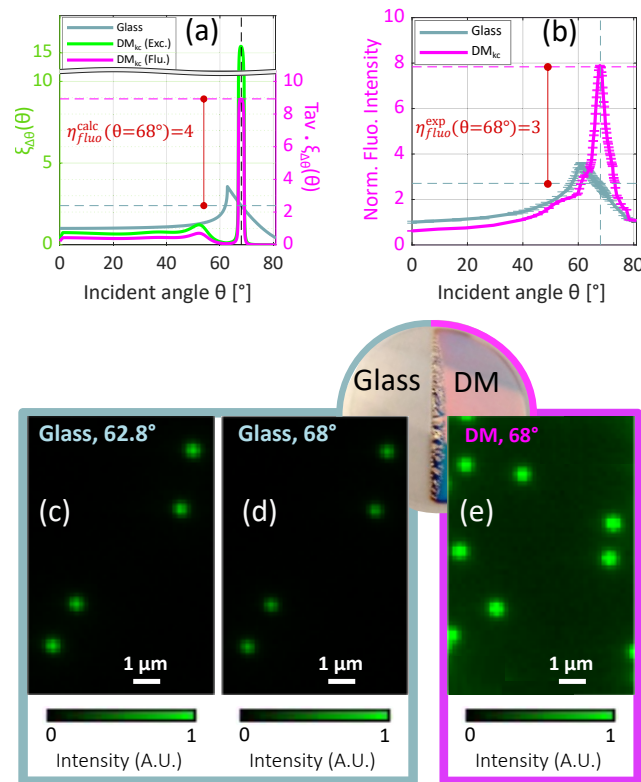 (a)
Glass
DM_kc (Exc.)
DM_kc (Flu.)
15
10
5
0
ξ_Δθ(θ)
10
8
6
4
2
0
Tav * ξ_Δθ(θ)
η_fluo^calc(θ=68°)=4
0 20 40 60 80
Incident angle θ [°]
(b)
Glass
DM_kc
10
8
6
4
2
0
Norm. Fluo. Intensity
η_fluo^exp(θ=68°)=3
0 20 40 60 80
Incident angle θ [°]
Glass
DM
Glass, 62.8°
(c)
1 μm
0 1
Intensity (A.U.)
Glass, 68°
(d)
1 μm
0 1
Intensity (A.U.)
DM, 68°
(e)
1 μm
0 1
Intensity (A.U.)